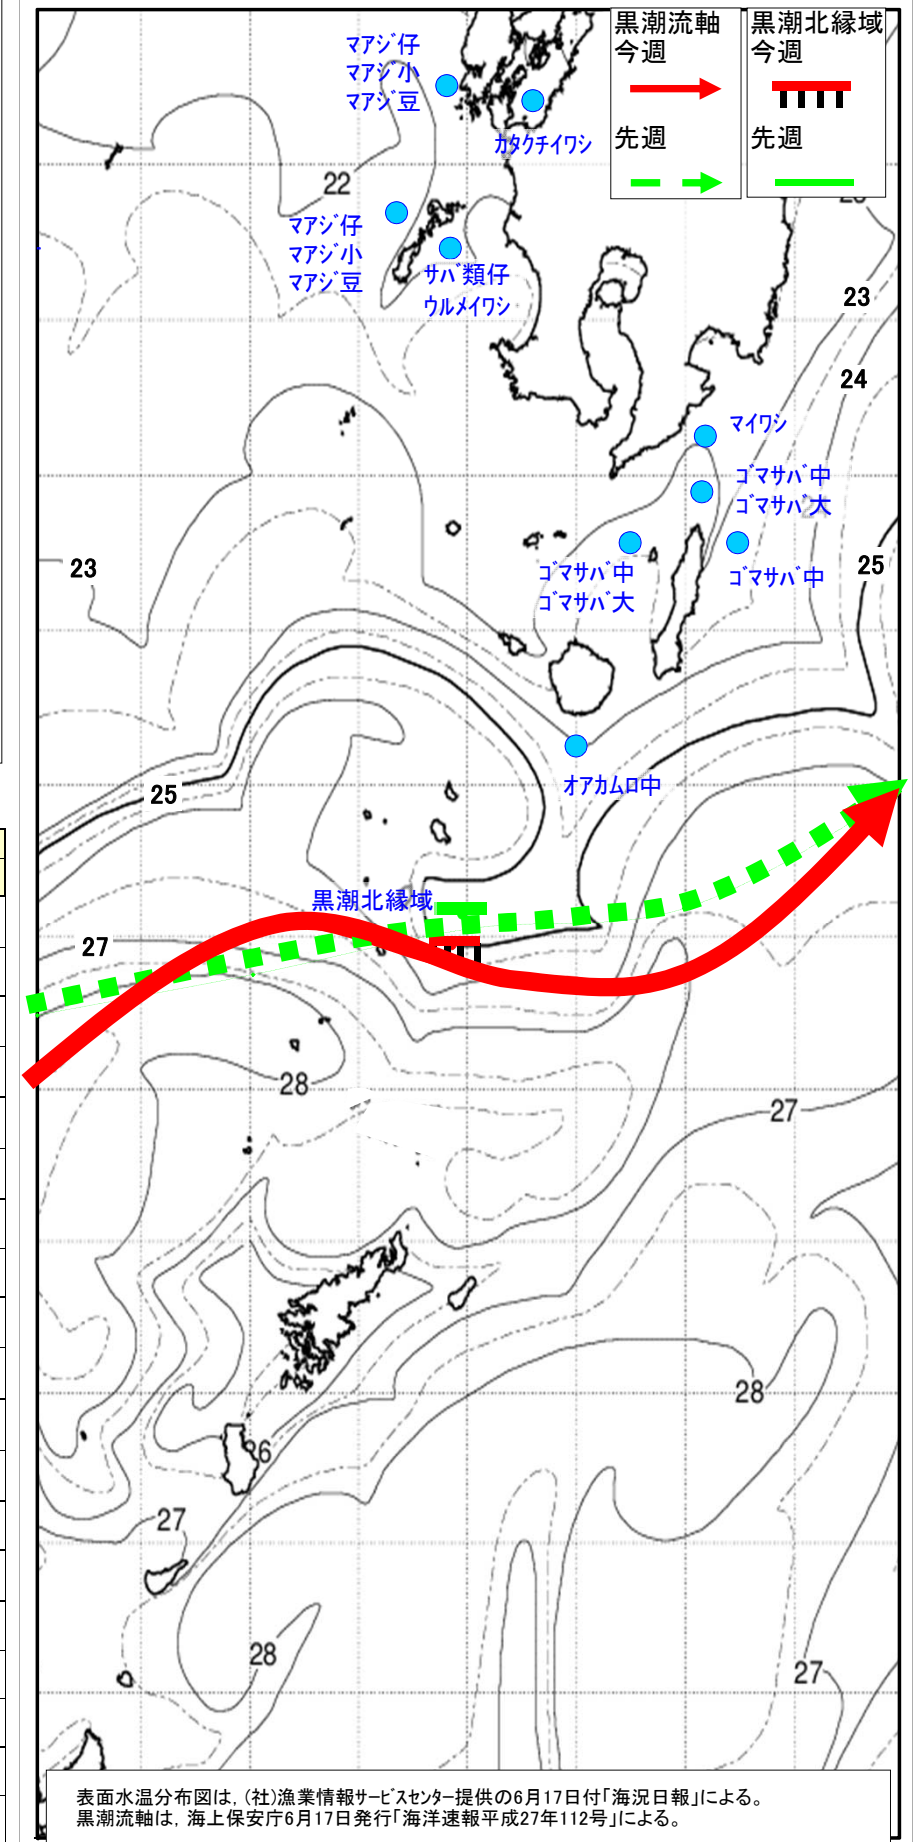 黒潮流軸
今週
先週
黒潮北縁域
今週
先週
マアジ仔
マアジ小
マアジ豆
カタクチイワシ
22
マアジ仔
マアジ小
マアジ豆
サバ類仔
ウルメイワシ
23
24
マイワシ
ゴマサバ中
ゴマサバ大
25
23
ゴマサバ中
ゴマサバ大
ゴマサバ中
25
オアカムロ中
黒潮北縁域
27
28
27
28
26
27
28
27
表面水温分布図は，(社)漁業情報サービスセンター提供の6月17日付「海況日報」による。
黒潮流軸は，海上保安庁6月17日発行「海洋速報平成27年112号」による。